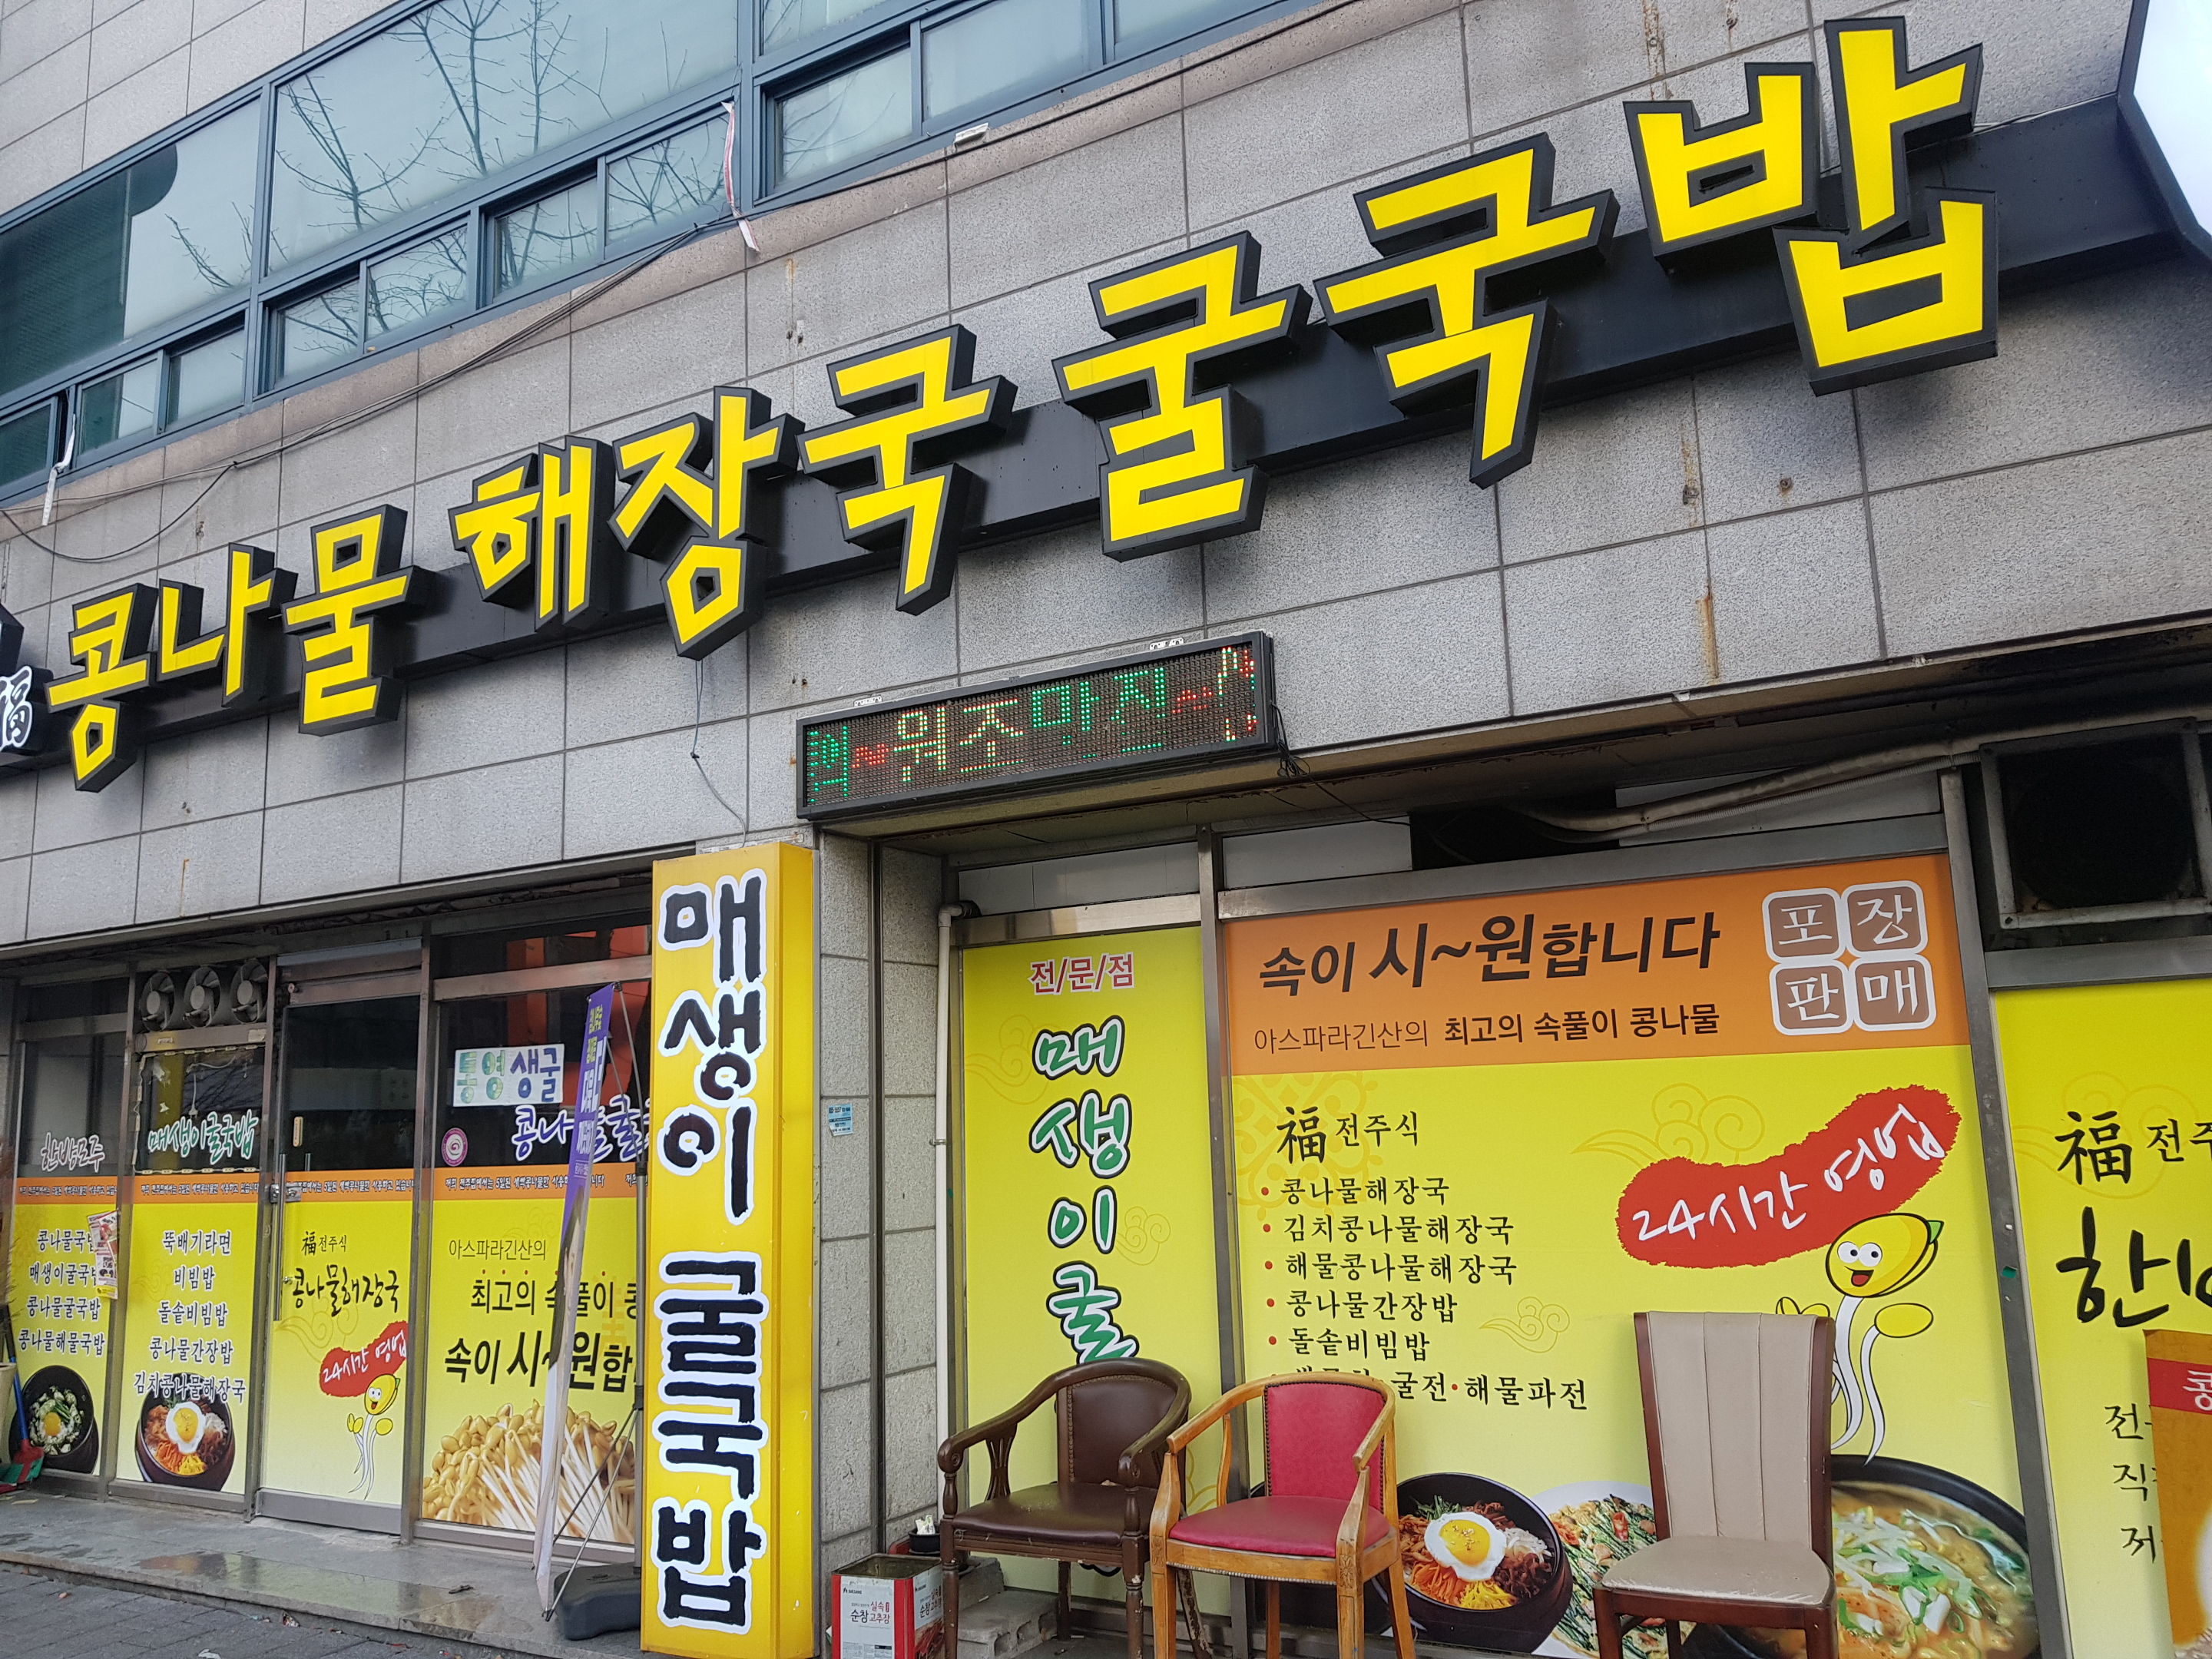 福 콩나물 해장국 굴국밥
원조맛진
매생이 굴국밥
통영 생굴
한방모주
매생이굴국밥
콩나물국밥
매생이굴국밥
콩나물굴국밥
콩나물해물국밥
뚝배기라면
비빔밥
돌솥비빔밥
콩나물간장밥
김치콩나물해장국
福 전주식
콩나물해장국
24시간 영업
아스파라긴산의
최고의 속풀이 콩
속이 시~원합
전/문/점
매생이굴
속이 시~원합니다
아스파라긴산의 최고의 속풀이 콩나물
포장
판매
福 전주식
• 콩나물해장국
• 김치콩나물해장국
• 해물콩나물해장국
• 콩나물간장밥
• 돌솥비빔밥
굴전·해물파전
24시간 영업
福 전주
순창
고추장